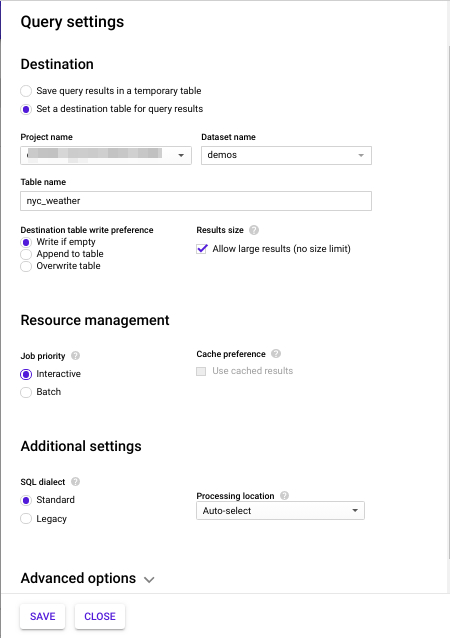 Query settings
Destination
Save query results in a temporary table
Set a destination table for query results
Project name
Dataset name
demos
Table name
nyc_weather
Destination table write preference
Write if empty
Append to table
Overwrite table
Results size ?
Allow large results (no size limit)
Resource management
Job priority ?
Interactive
Batch
Cache preference ?
Use cached results
Additional settings
SQL dialect ?
Standard
Legacy
Processing location ?
Auto-select
Advanced options
SAVE
CLOSE